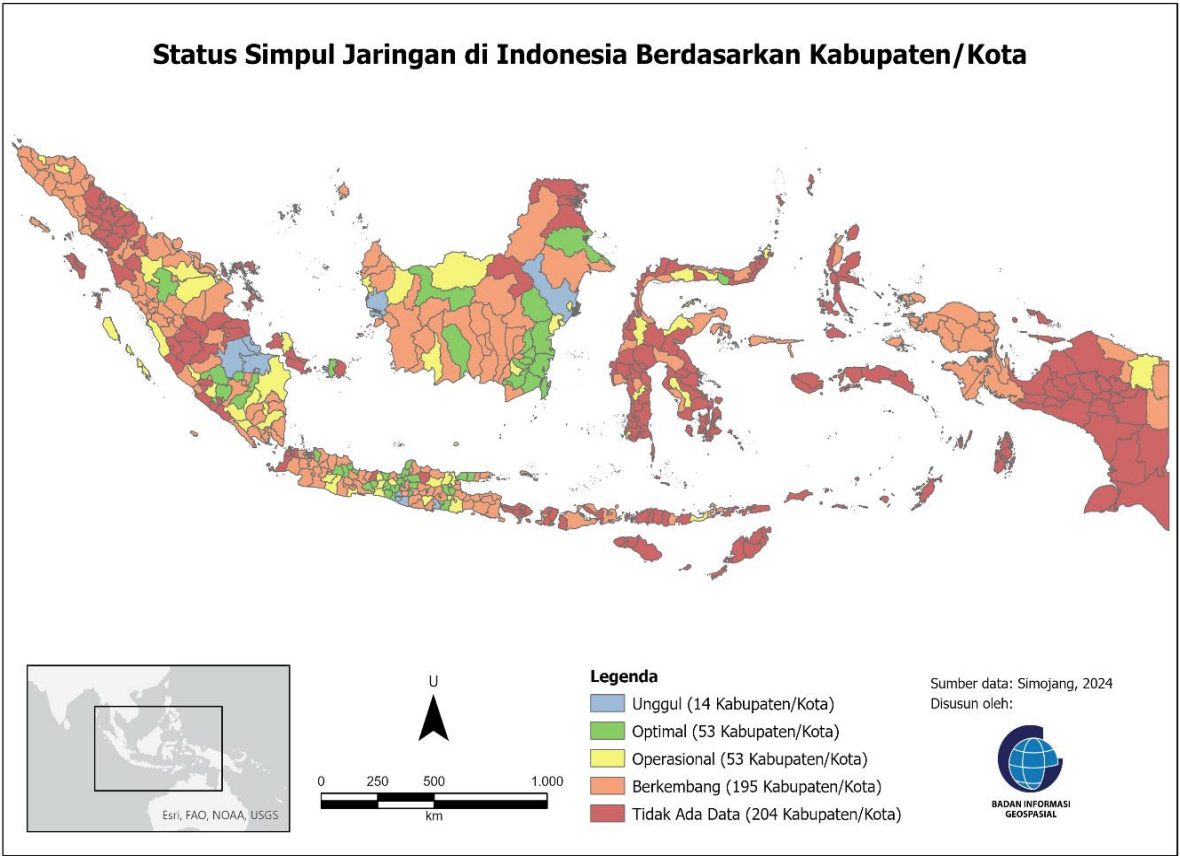 Status Simpul Jaringan di Indonesia Berdasarkan Kabupaten/Kota
Esri, FAO, NOAA, USGS
U
0 250 500 1.000
km
Legenda
Unggul (14 Kabupaten/Kota)
Optimal (53 Kabupaten/Kota)
Operasional (53 Kabupaten/Kota)
Berkembang (195 Kabupaten/Kota)
Tidak Ada Data (204 Kabupaten/Kota)
Sumber data: Simojang, 2024
Disusun oleh:
BADAN INFORMASI
GEOSPASIAL